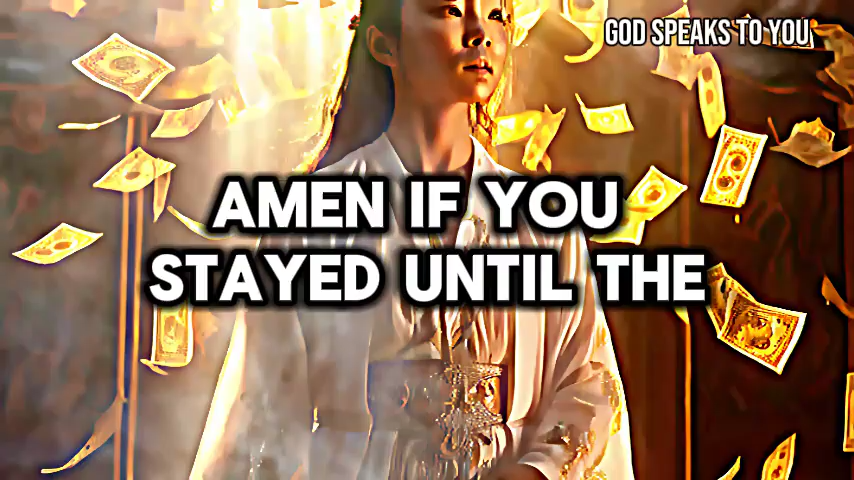 GOD SPEAKS TO YOU
AMEN IF YOU
STAYED UNTIL THE